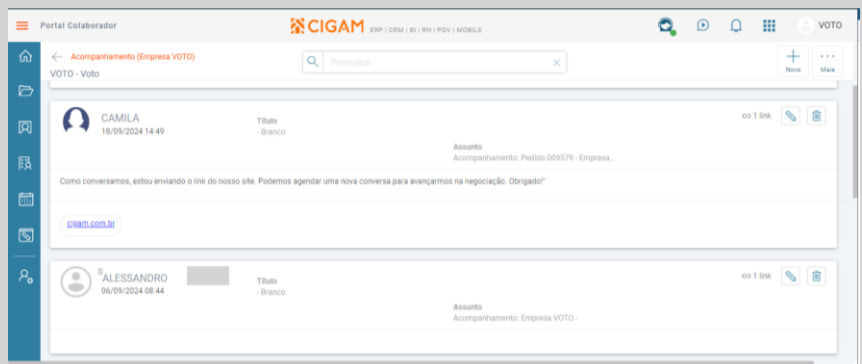 Portal Colaborador
CIGAM ERP | CRM | BI | RH | PDV | MOBILE
VOTO
Acompanhamento (Empresa VOTO)
VOTO - Voto
Pesquisar
Novo
Mais
CAMILA
18/09/2024 14:49
Título
- Branco
1 link
Assunto
Acompanhamento: Pedido 009579 - Empresa...
Como conversamos, estou enviando o link do nosso site. Podemos agendar uma nova conversa para avançarmos na negociação. Obrigado!"
cigam.com.br
ALESSANDRO
06/09/2024 08:44
Título
- Branco
1 link
Assunto
Acompanhamento: Empresa VOTO -